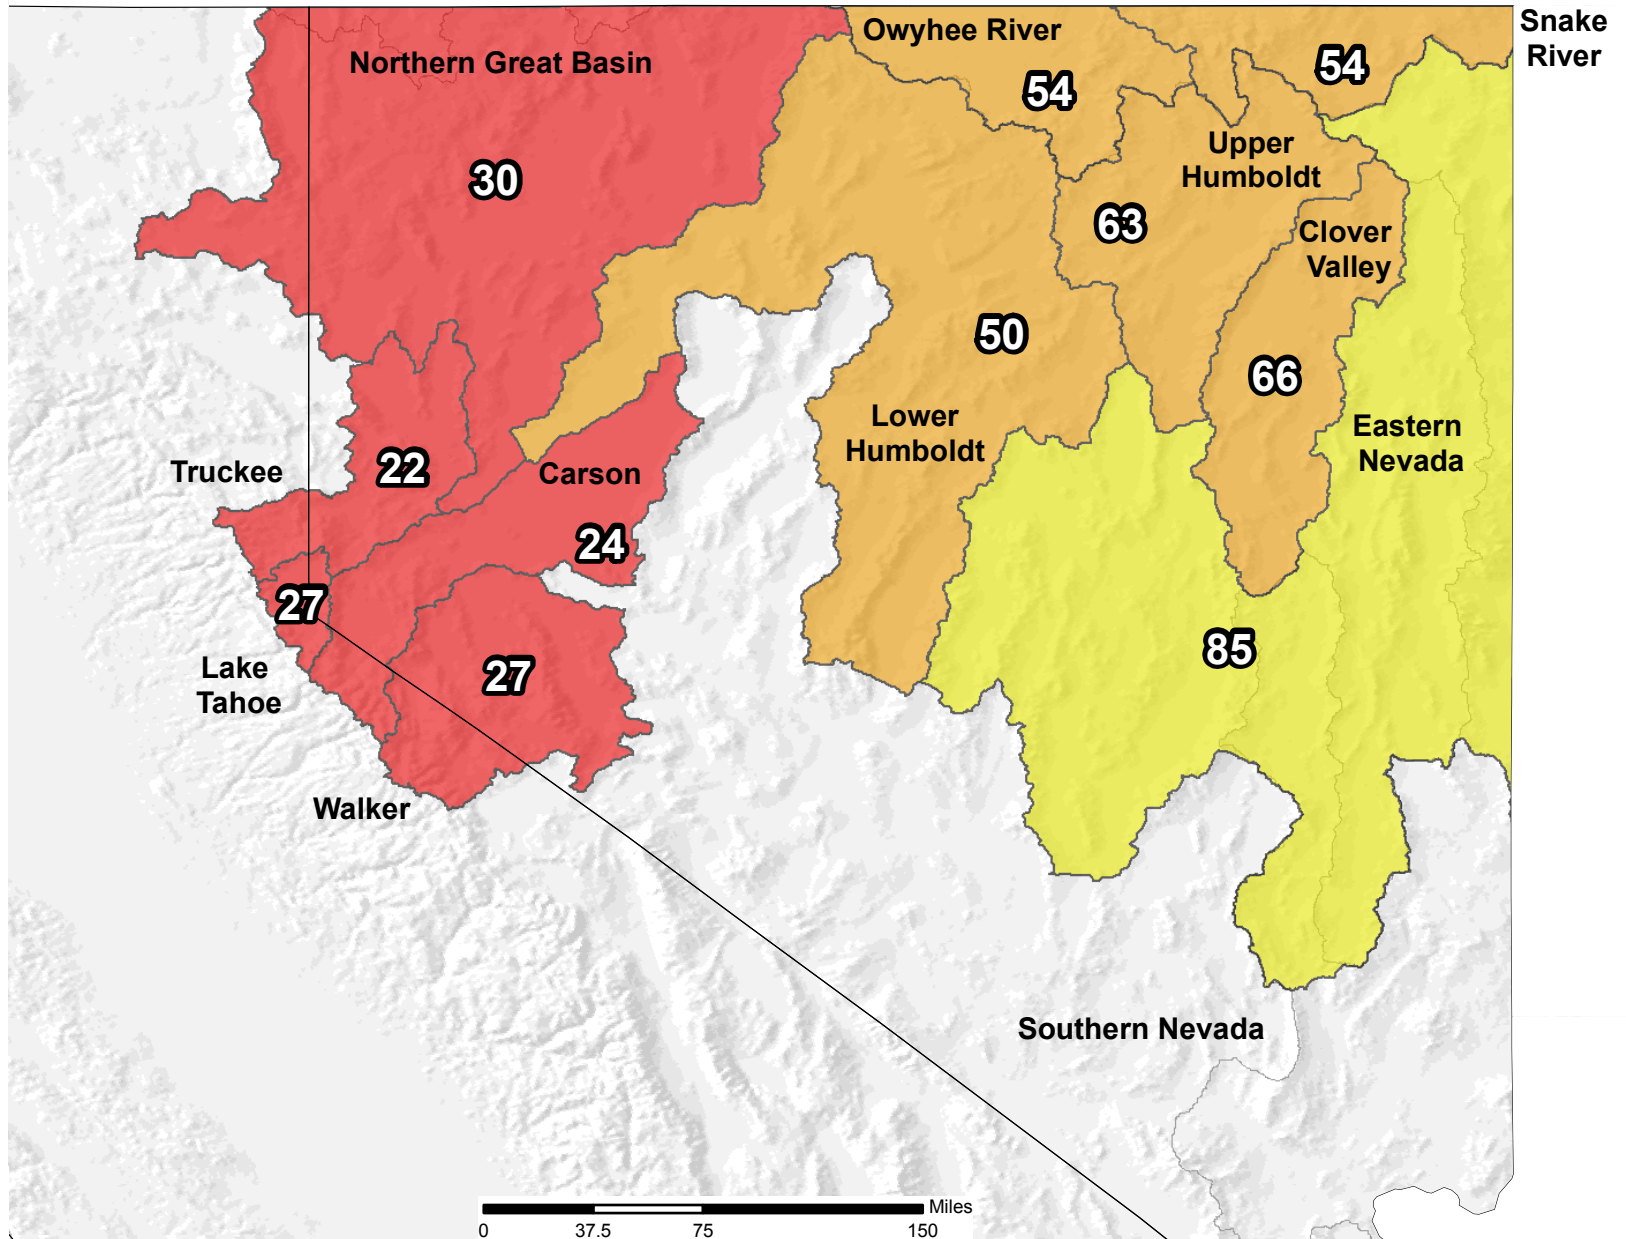 Owyhee River
Snake
River
Northern Great Basin
54
54
Upper
Humboldt
30
63
Clover
Valley
50
66
Lower
Humboldt
Eastern
Nevada
Truckee
22
Carson
24
27
85
Lake
Tahoe
27
Walker
Southern Nevada
Miles
0 37.5 75 150